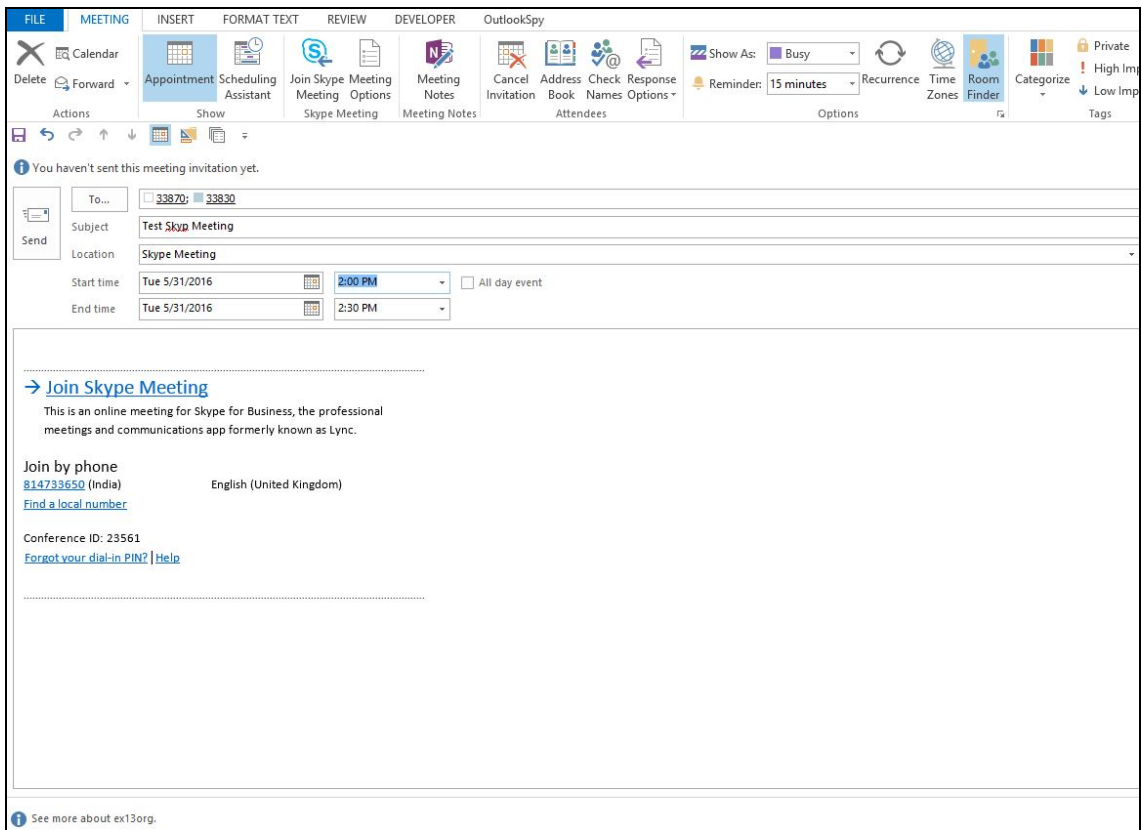 FILE MEETING INSERT FORMAT TEXT REVIEW DEVELOPER OutlookSpy
Delete
Calendar
Forward
Actions
Appointment
Scheduling Assistant
Show
Join Skype Meeting
Meeting Options
Skype Meeting
Meeting Notes
Meeting Notes
Cancel Invitation
Address Book
Check Names
Response Options
Attendees
Show As: Busy
Reminder: 15 minutes
Recurrence
Time Zones
Room Finder
Options
Categorize
Private
High Imp
Low Imp
Tags
You haven't sent this meeting invitation yet.
Send
To... 33870; 33830
Subject Test Skyp Meeting
Location Skype Meeting
Start time Tue 5/31/2016 2:00 PM All day event
End time Tue 5/31/2016 2:30 PM
→ Join Skype Meeting
This is an online meeting for Skype for Business, the professional
meetings and communications app formerly known as Lync.
Join by phone
814733650 (India) English (United Kingdom)
Find a local number
Conference ID: 23561
Forgot your dial-in PIN? | Help
See more about ex13org.